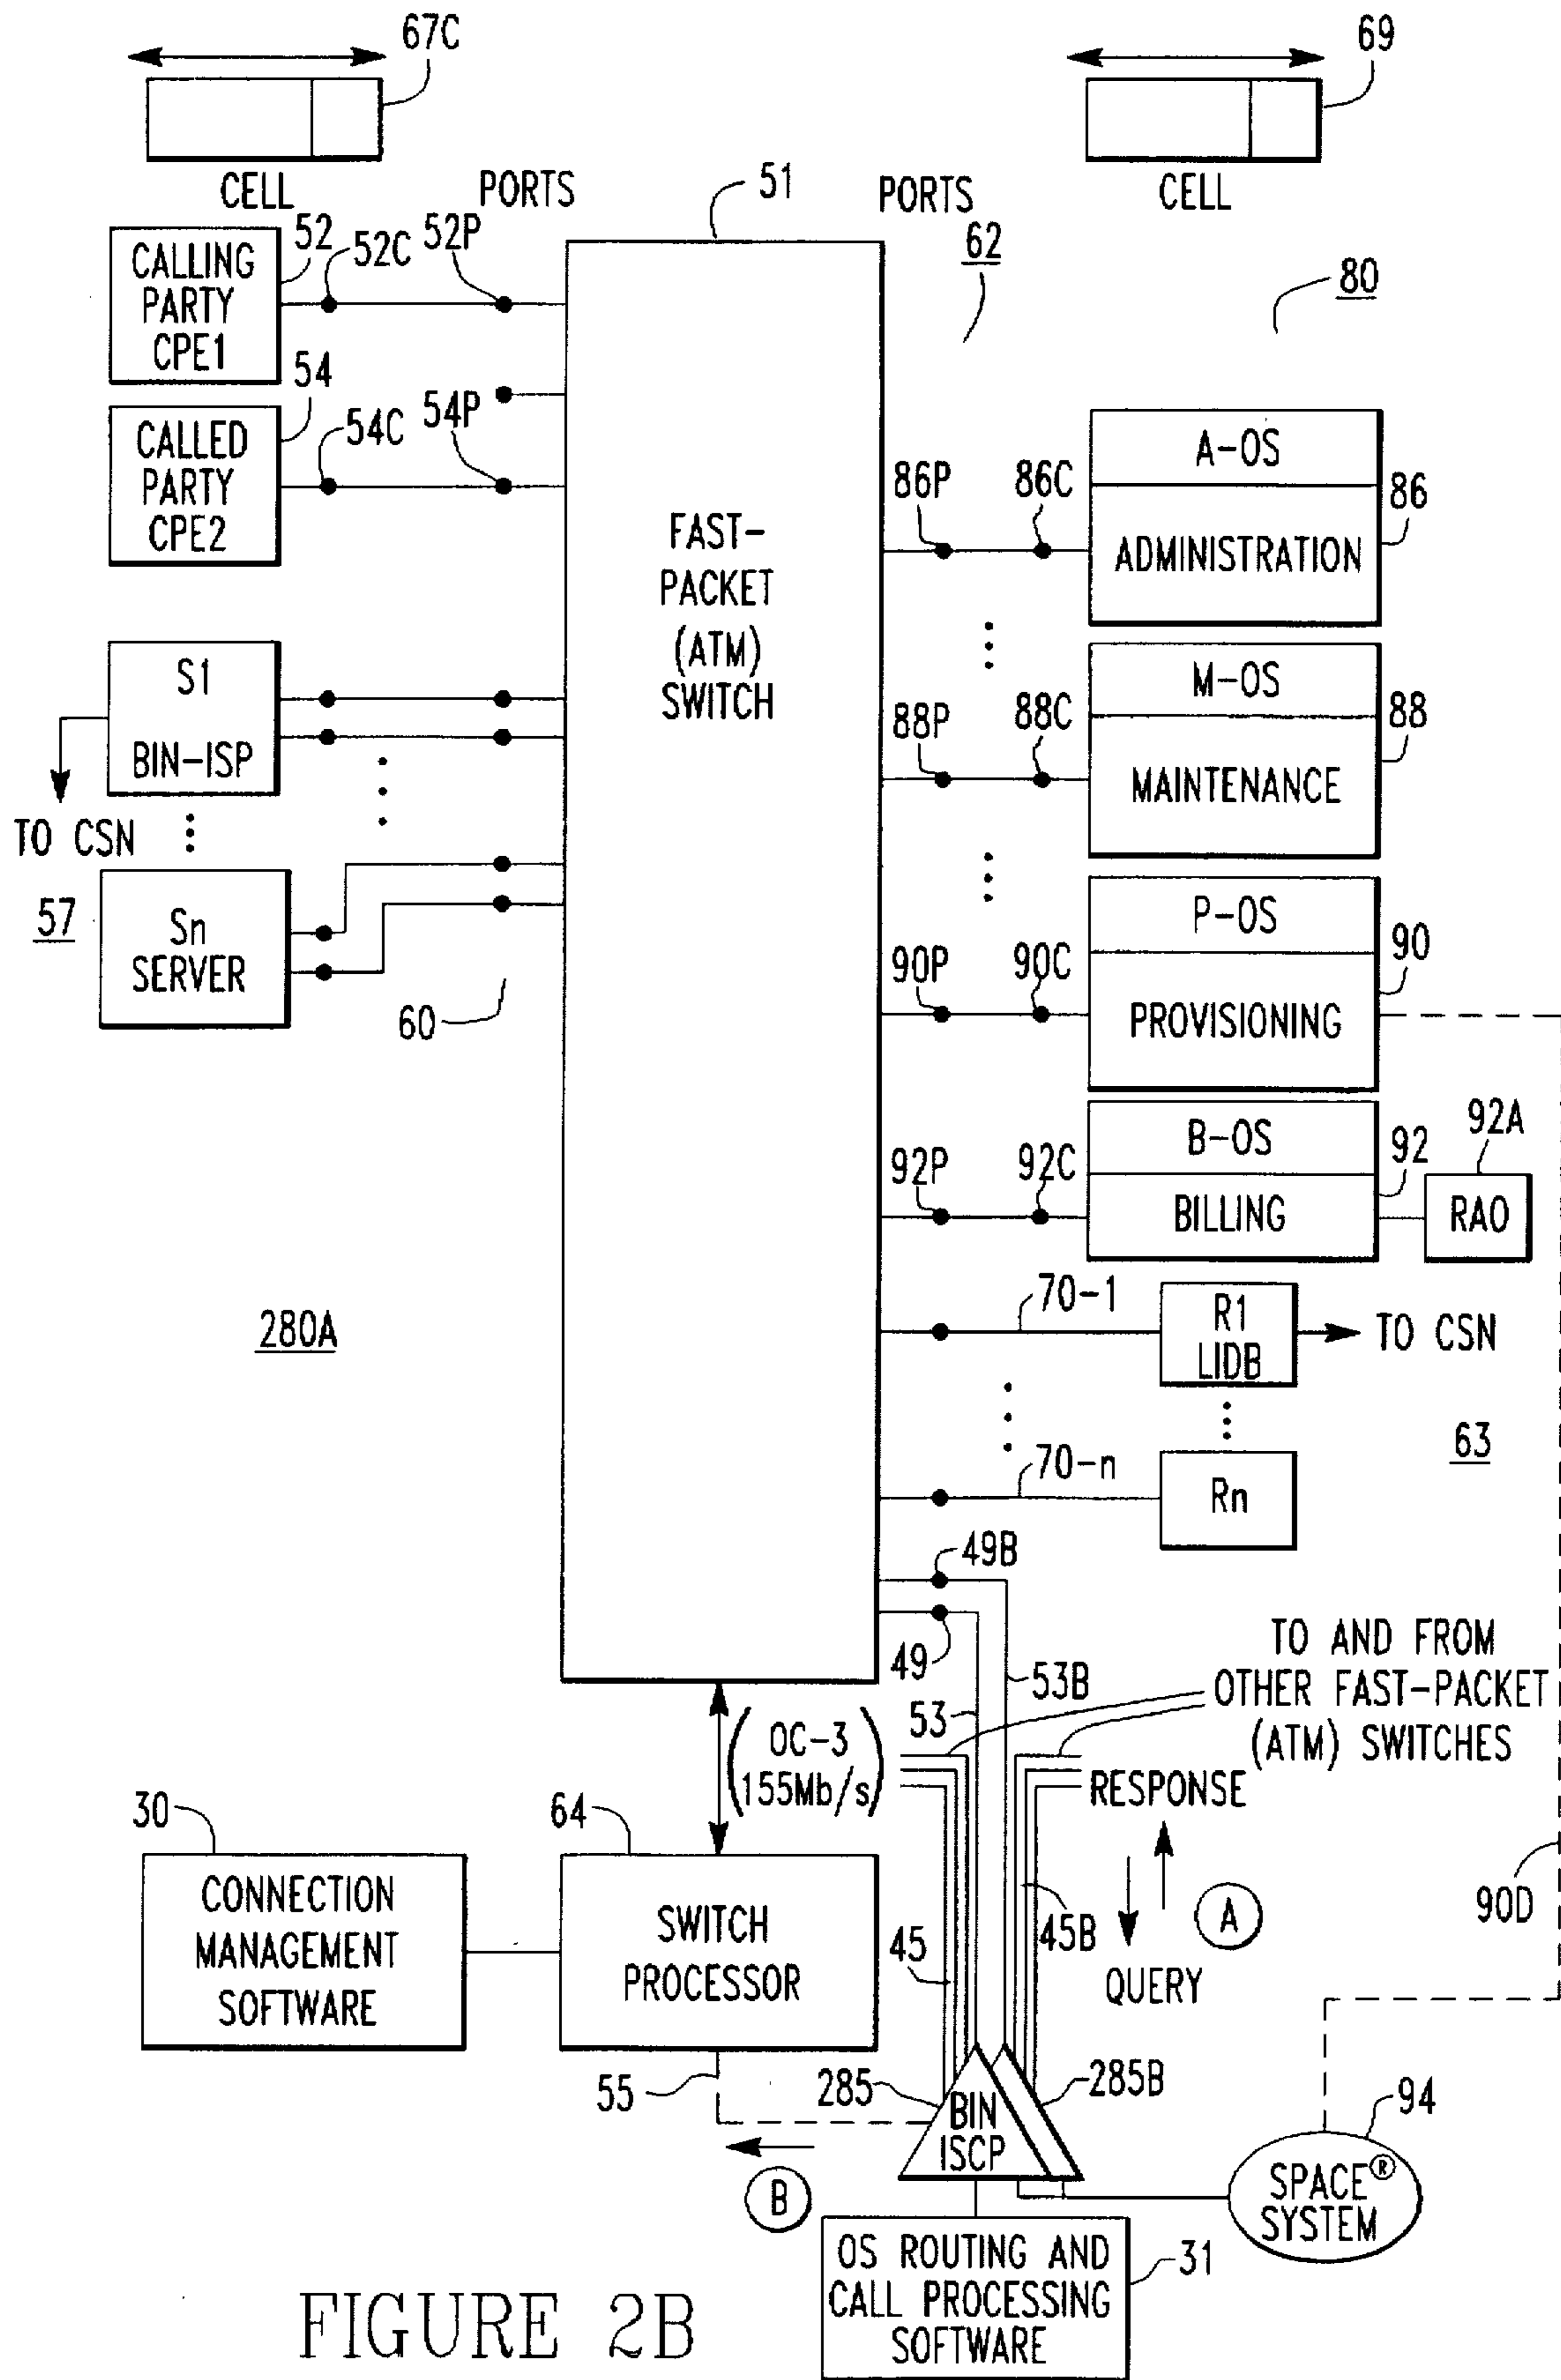 67C
69
CELL
PORTS
51
PORTS
CELL
62
80
52
52C
52P
CALLING
PARTY
CPE1
54
54C
54P
CALLED
PARTY
CPE2
FAST-
PACKET
(ATM)
SWITCH
86P
86C
A-OS
86
ADMINISTRATION
S1
BIN-ISP
TO CSN
88P
88C
M-OS
88
MAINTENANCE
57
Sn
SERVER
60
90P
90C
P-OS
90
PROVISIONING
92P
92C
B-OS
92
92A
BILLING
RAO
280A
70-1
R1
LIDB
TO CSN
63
70-n
Rn
49B
49
53
53B
TO AND FROM
OTHER FAST-PACKET
(ATM) SWITCHES
OC-3
155Mb/s
RESPONSE
30
64
CONNECTION
MANAGEMENT
SOFTWARE
SWITCH
PROCESSOR
45
45B
A
QUERY
90D
55
285
BIN
ISCP
285B
94
B
SPACE®
SYSTEM
OS ROUTING AND
CALL PROCESSING
SOFTWARE
31
FIGURE 2B